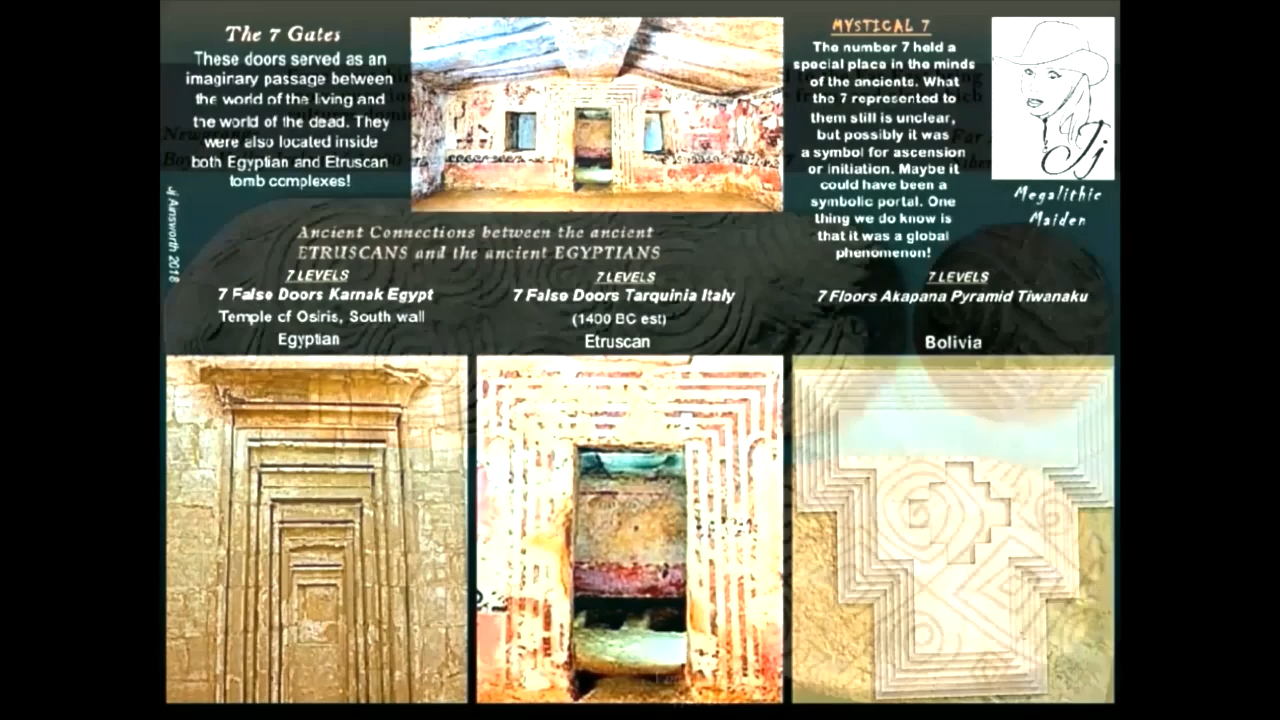 The 7 Gates
These doors served as an
imaginary passage between
the world of the living and
the world of the dead. They
were also located inside
both Egyptian and Etruscan
tomb complexes!
MYSTICAL 7
The number 7 held a
special place in the minds
of the ancients. What
the 7 represented to
them still is unclear,
but possibly it was
a symbol for ascension
or initiation. Maybe it
could have been a
symbolic portal. One
thing we do know is
that it was a global
phenomenon!
Jj
Megalithic
Maiden
Jj Ainsworth 2018
Ancient Connections between the ancient
ETRUSCANS and the ancient EGYPTIANS
7 LEVELS
7 False Doors Karnak Egypt
Temple of Osiris, South wall
Egyptian
7 LEVELS
7 False Doors Tarquinia Italy
(1400 BC est)
Etruscan
7 LEVELS
7 Floors Akapana Pyramid Tiwanaku
Bolivia